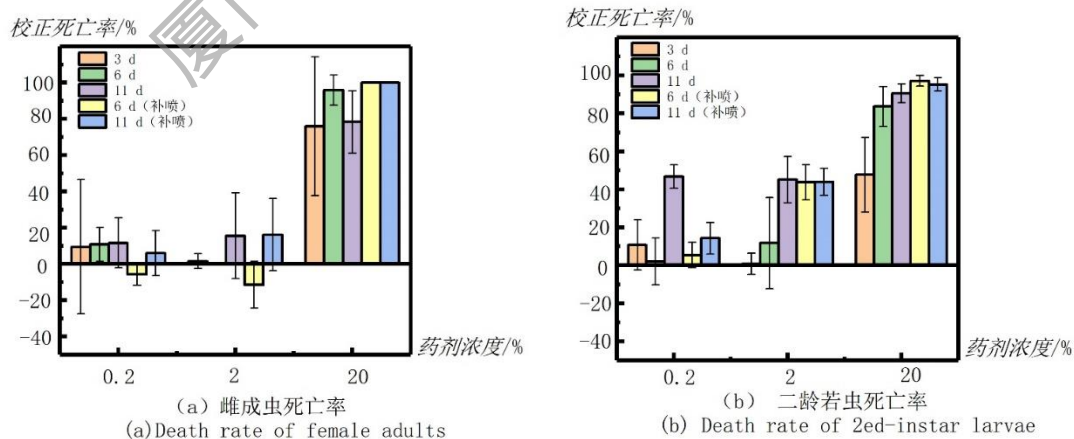 校正死亡率/%
3 d
6 d
11 d
6 d（补喷）
11 d（补喷）
100
80
60
40
20
0
-20
-40
0.2
2
20
药剂浓度/%
（a）雌成虫死亡率
(a)Death rate of female adults
校正死亡率/%
3 d
6 d
11 d
6 d（补喷）
11 d（补喷）
100
80
60
40
20
0
-20
-40
0.2
2
20
药剂浓度/%
（b） 二龄若虫死亡率
(b) Death rate of 2ed-instar larvae
厦